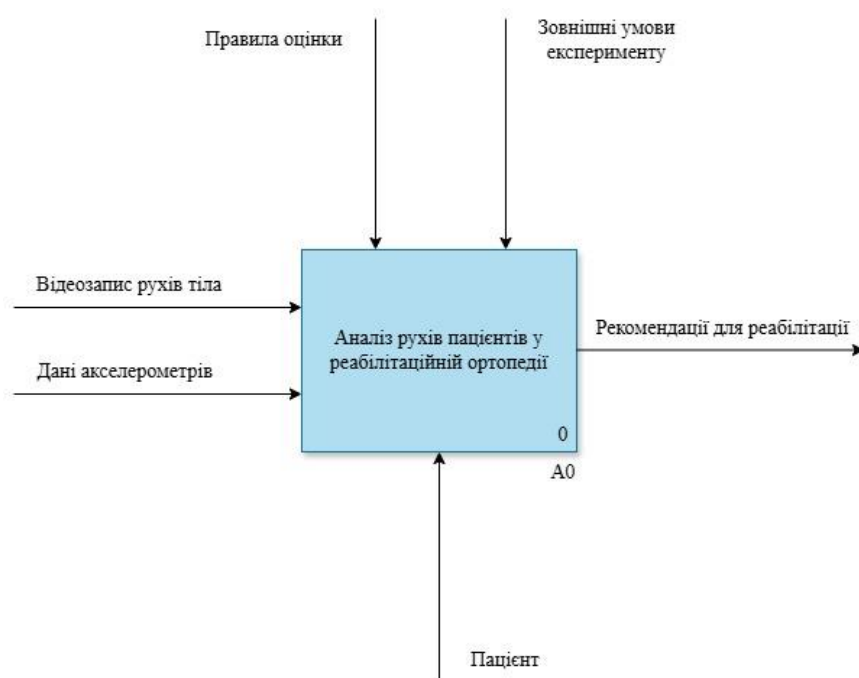 Правила оцінки
Зовнішні умови
експерименту
Відеозапис рухів тіла
Дані акселерометрів
Аналіз рухів пацієнтів у
реабілітаційній ортопедії
0
A0
Рекомендації для реабілітації
Пацієнт